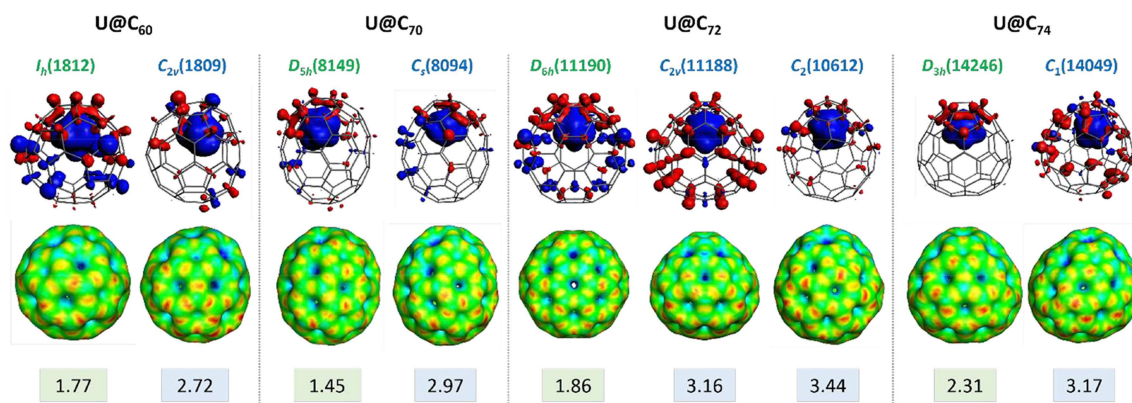 U@C60 U@C70 U@C72 U@C74
Ih(1812) C2v(1809) D5h(8149) Cs(8094) D6h(11190) C2v(11188) C2(10612) D3h(14246) C1(14049)
1.77 2.72 1.45 2.97 1.86 3.16 3.44 2.31 3.17